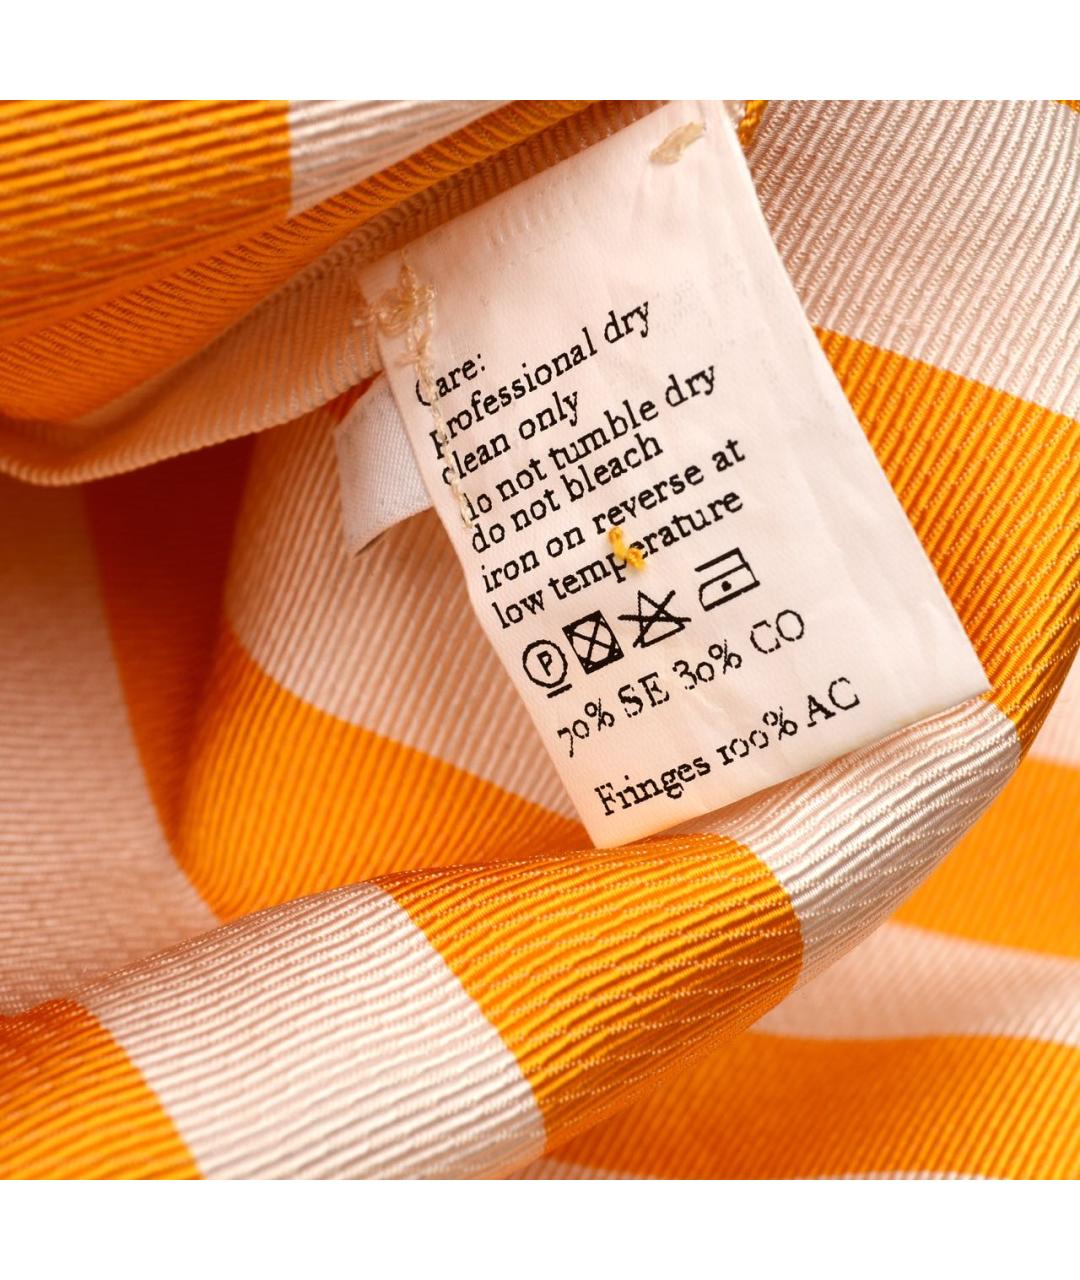 Care:
professional dry
clean only
do not tumble dry
do not bleach
iron on reverse at
low temperature
P
70% SE 30% CO
Fringes 100% AC